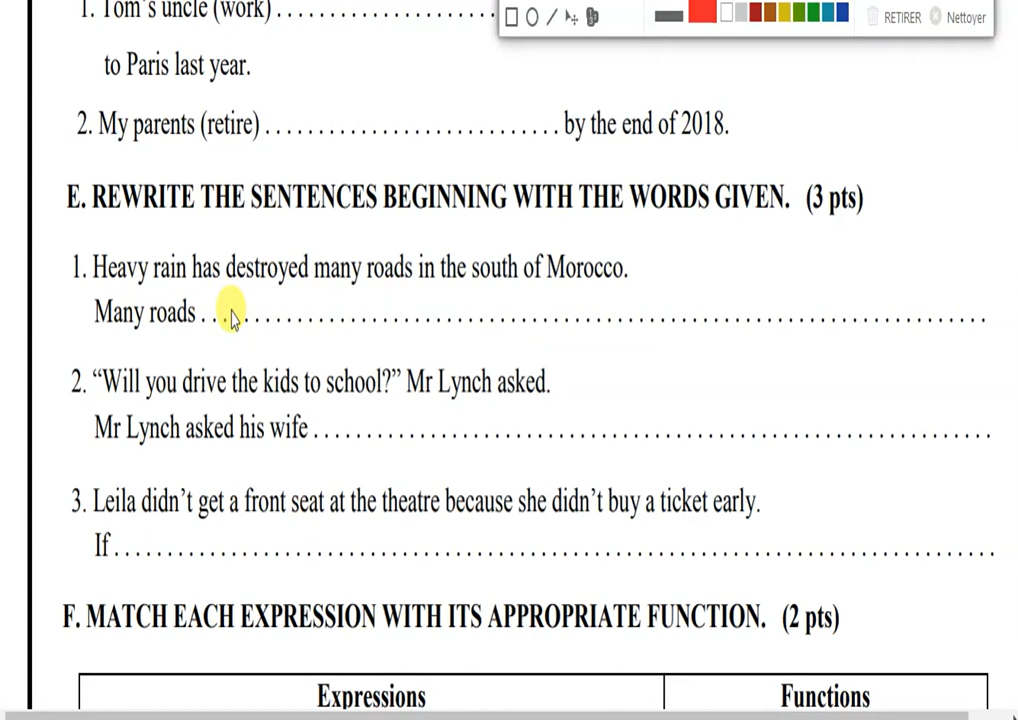 1. Tom's uncle (work) . . . . . . . . . . . . . . . . . . . .
RETIRER Nettoyer
to Paris last year.
2. My parents (retire) . . . . . . . . . . . . . . . . . . . . . . . . . . . by the end of 2018.
E. REWRITE THE SENTENCES BEGINNING WITH THE WORDS GIVEN. (3 pts)
1. Heavy rain has destroyed many roads in the south of Morocco.
Many roads . . . . . . . . . . . . . . . . . . . . . . . . . . . . . . . . . . . . . . . . . . . . . . . . . . . . . . . . . . . .
2. “Will you drive the kids to school?” Mr Lynch asked.
Mr Lynch asked his wife . . . . . . . . . . . . . . . . . . . . . . . . . . . . . . . . . . . . . . . . . . . . . . . . . .
3. Leila didn’t get a front seat at the theatre because she didn’t buy a ticket early.
If . . . . . . . . . . . . . . . . . . . . . . . . . . . . . . . . . . . . . . . . . . . . . . . . . . . . . . . . . . . . . . . . . .
F. MATCH EACH EXPRESSION WITH ITS APPROPRIATE FUNCTION. (2 pts)
Expressions Functions